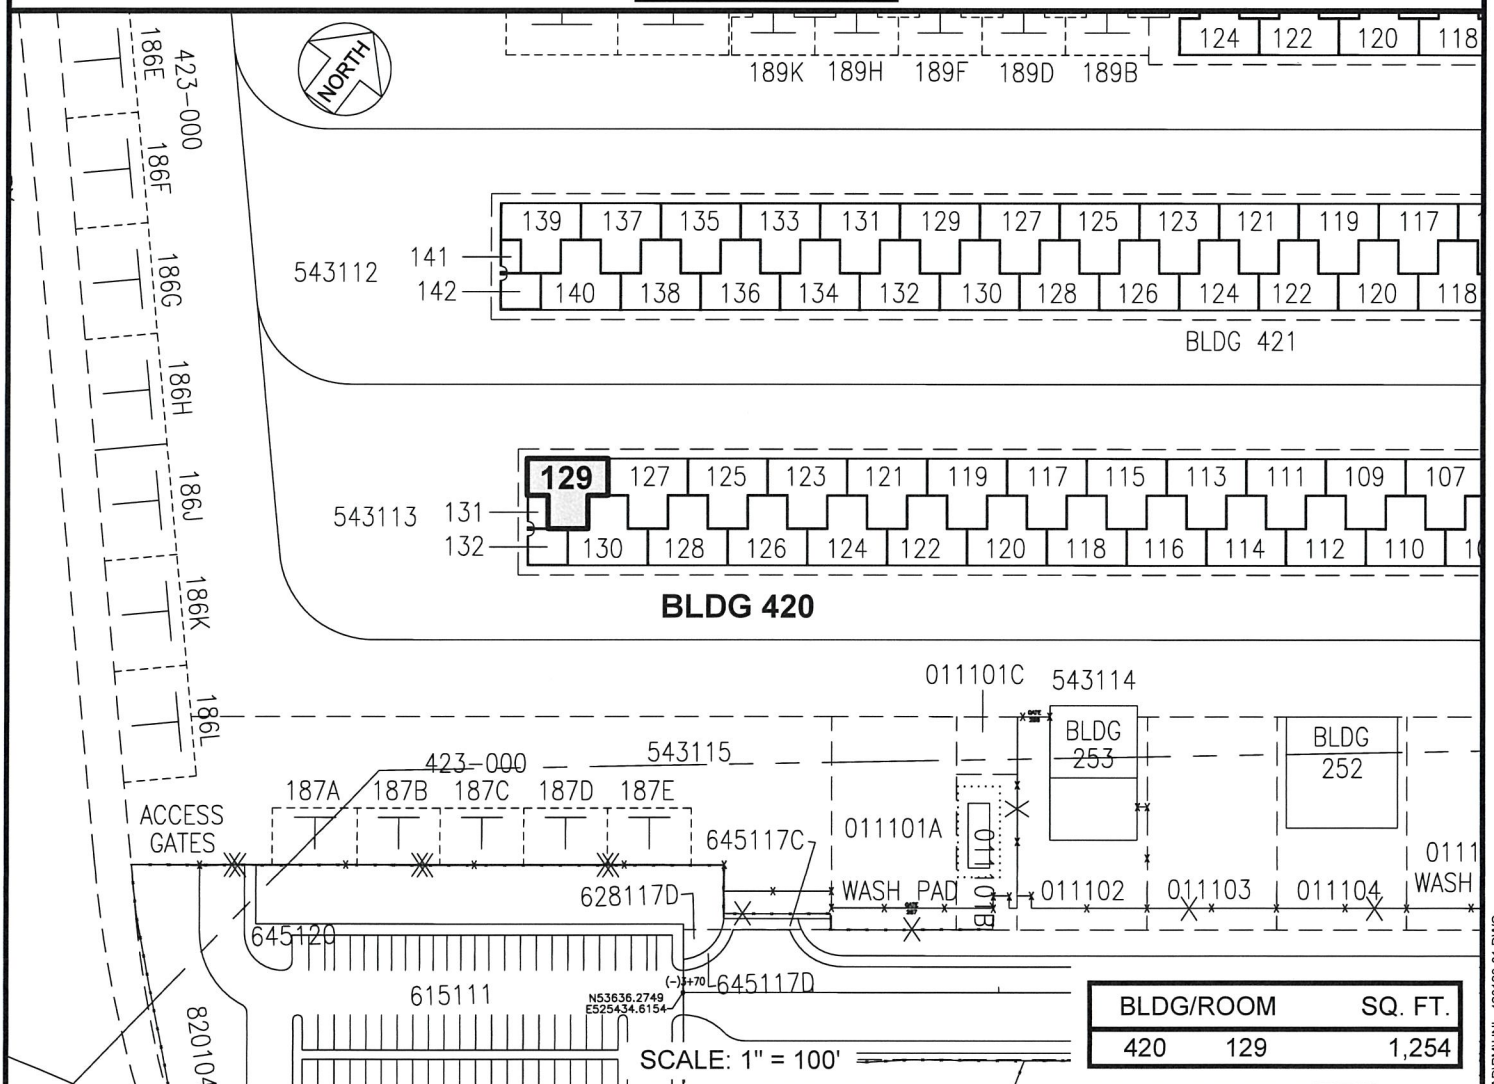 186E
423-000
NORTH
189K 189H 189F 189D 189B
124 122 120 118
186F
139 137 135 133 131 129 127 125 123 121 119 117
141
543112
142
140 138 136 134 132 130 128 126 124 122 120 118
BLDG 421
186G
186H
129 127 125 123 121 119 117 115 113 111 109 107
131
543113
132
130 128 126 124 122 120 118 116 114 112 110
BLDG 420
186J
186K
186L
011101C
543114
GATE
BLDG
253
BLDG
252
543115
423-000
187A 187B 187C 187D 187E
ACCESS
GATES
645117C
011101A
011101B
628117D
WASH PAD
011102 011103 011104
0111
WASH
645120
(-)3+70
645117D
615111
N53636.2749
E525434.6154
820104
SCALE: 1" = 100'
BLDG/ROOM SQ. FT.
420 129 1,254